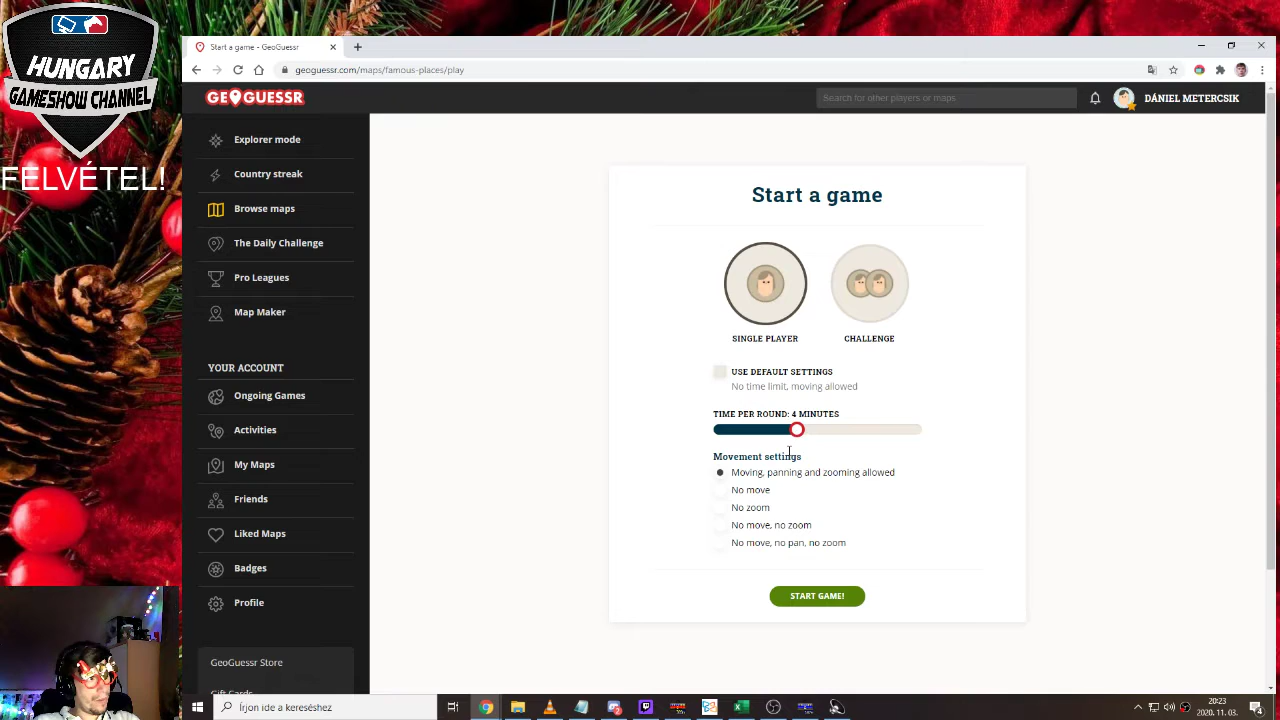 HUNGARY
GAMESHOW CHANNEL
FELVÉTEL!
Start a game - GeoGuessr
geoguessr.com/maps/famous-places/play
GEOGUESSR
Search for other players or maps
DÁNIEL METERCSIK
Explorer mode
Country streak
Browse maps
The Daily Challenge
Pro Leagues
Map Maker
YOUR ACCOUNT
Ongoing Games
Activities
My Maps
Friends
Liked Maps
Badges
Profile
GeoGuessr Store
Gift Cards
Start a game
SINGLE PLAYER
CHALLENGE
USE DEFAULT SETTINGS
No time limit, moving allowed
TIME PER ROUND: 4 MINUTES
Movement settings
Moving, panning and zooming allowed
No move
No zoom
No move, no zoom
No move, no pan, no zoom
START GAME!
Írjon ide a kereséshez
20:23
2020. 11. 03.